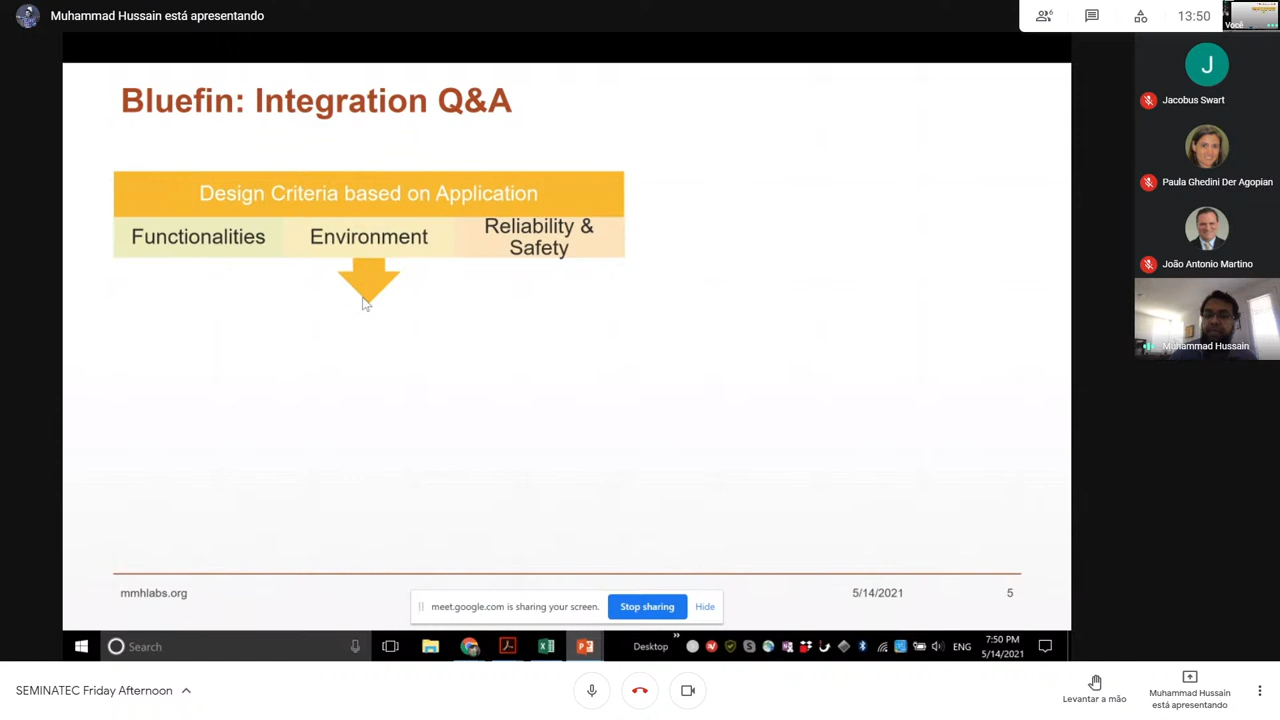 Muhammad Hussain está apresentando
6
13:50
Você
Bluefin: Integration Q&A
Design Criteria based on Application
Functionalities
Environment
Reliability &
Safety
J
Jacobus Swart
Paula Ghedini Der Agopian
João Antonio Martino
Muhammad Hussain
mmhlabs.org
5/14/2021
5
meet.google.com is sharing your screen.
Stop sharing
Hide
Search
Desktop
ENG
7:50 PM
5/14/2021
SEMINATEC Friday Afternoon
Levantar a mão
Muhammad Hussain
está apresentando